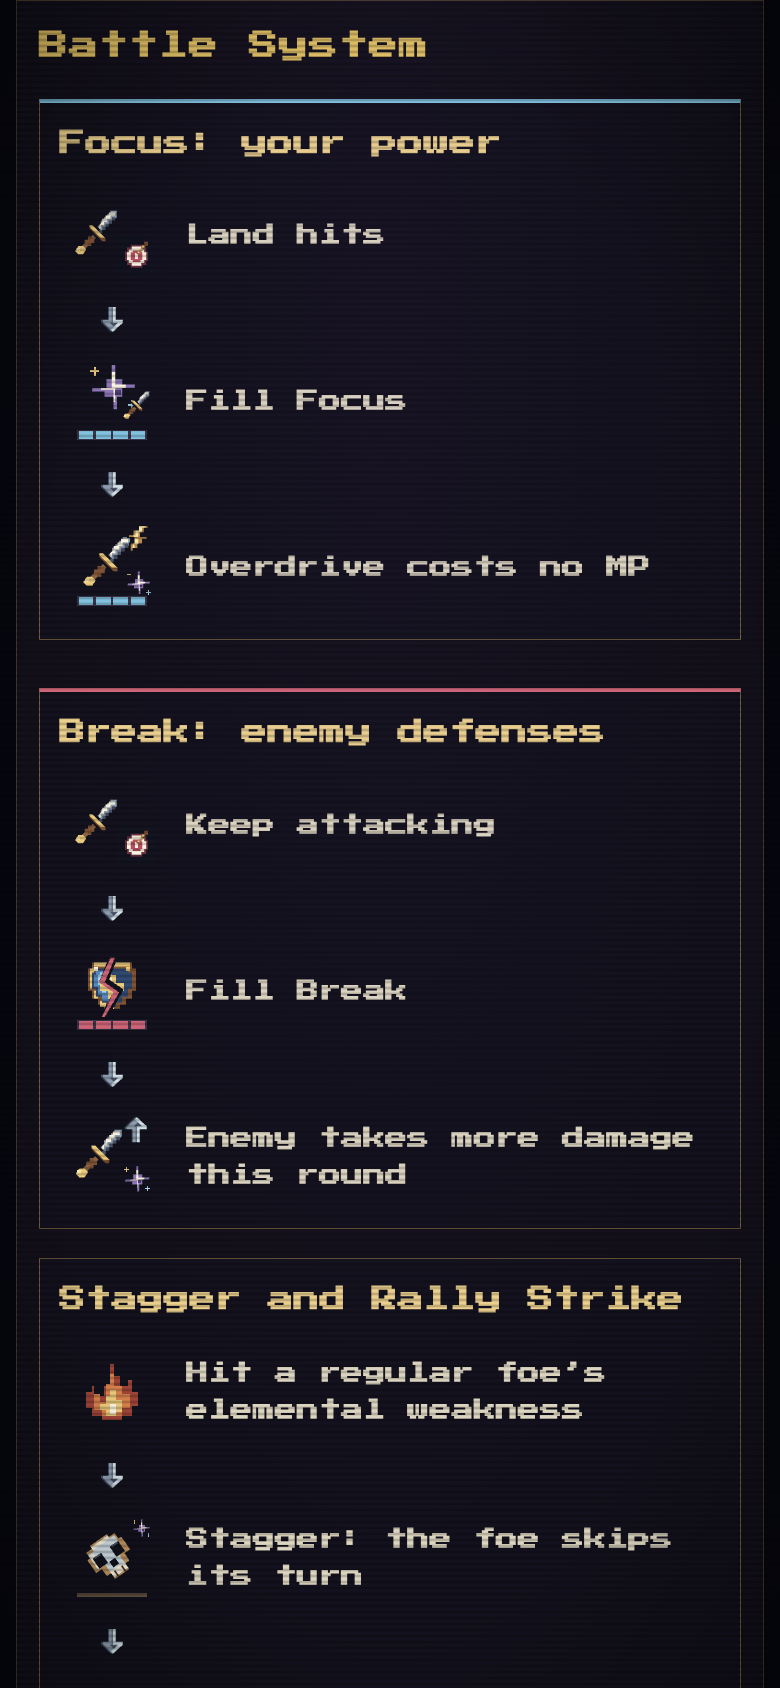 Battle System
Focus: your power
Land hits
Fill Focus
Overdrive costs no MP
Break: enemy defenses
Keep attacking
Fill Break
Enemy takes more damage
this round
Stagger and Rally Strike
Hit a regular foe's
elemental weakness
Stagger: the foe skips
its turn